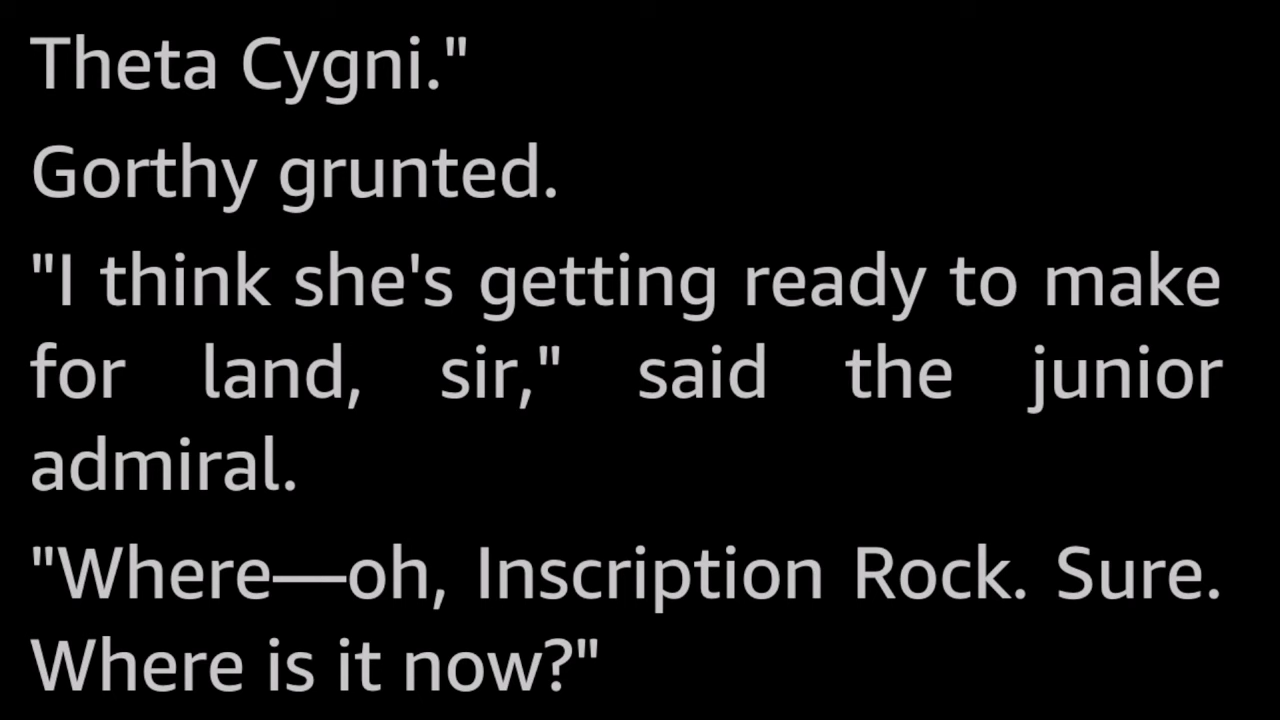 Theta Cygni."
Gorthy grunted.
"I think she's getting ready to make
for land, sir," said the junior
admiral.
"Where—oh, Inscription Rock. Sure.
Where is it now?"